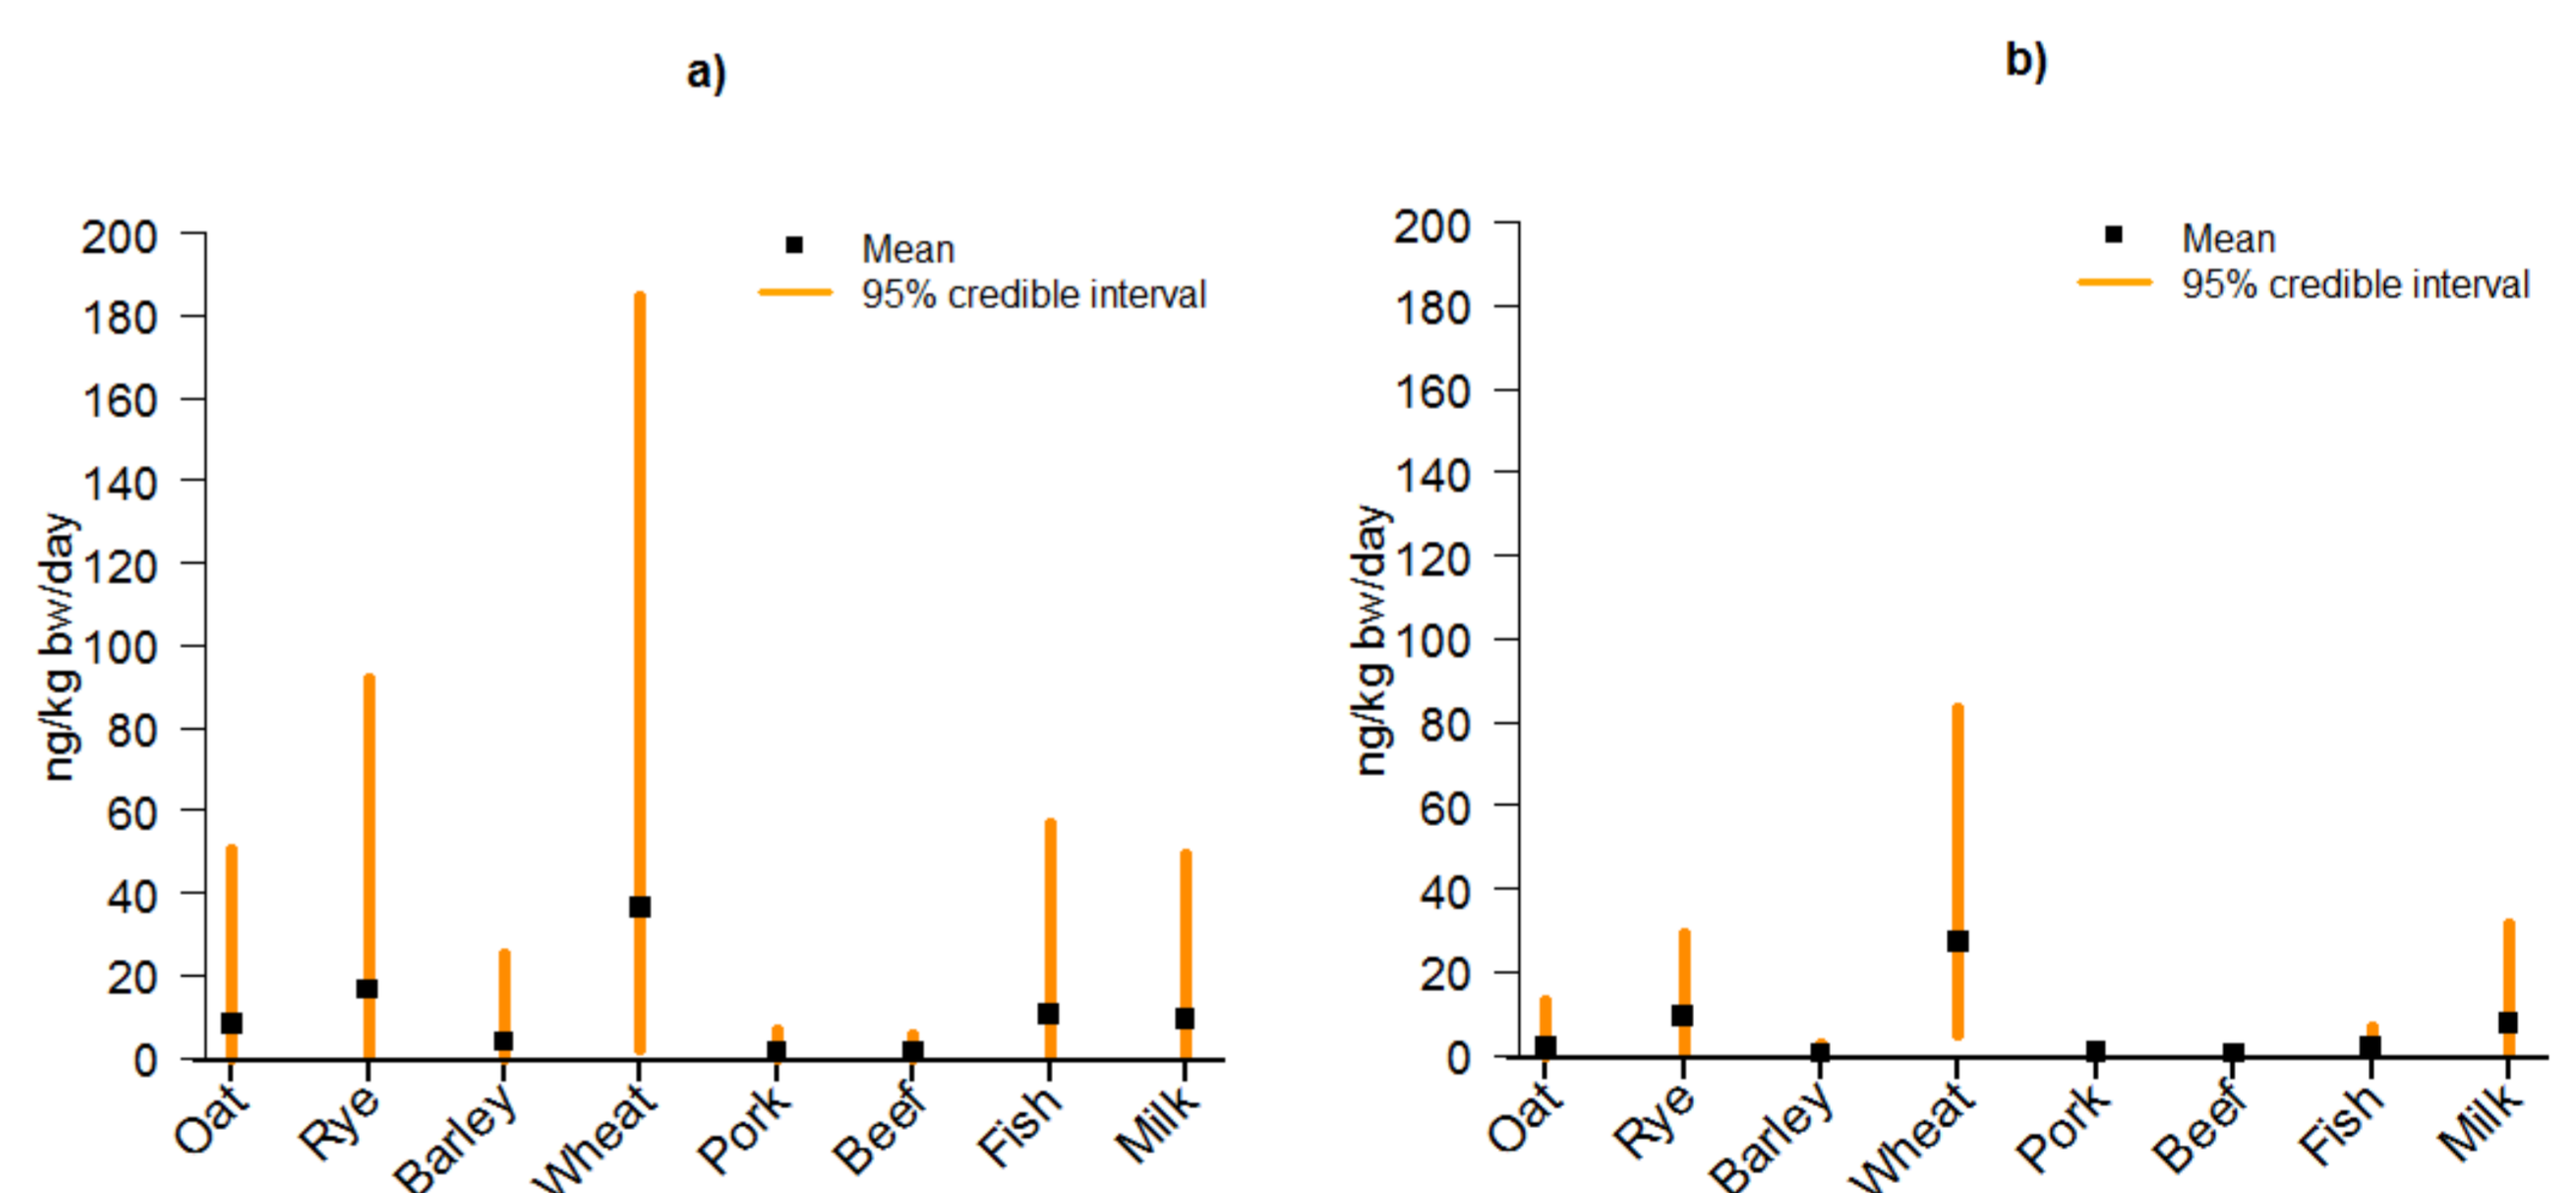 a)
200
180
160
140
120
100
80
60
40
20
0
ng/kg bw/day
Mean
95% credible interval
Oat
Rye
Barley
Wheat
Pork
Beef
Fish
Milk
b)
200
180
160
140
120
100
80
60
40
20
0
ng/kg bw/day
Mean
95% credible interval
Oat
Rye
Barley
Wheat
Pork
Beef
Fish
Milk